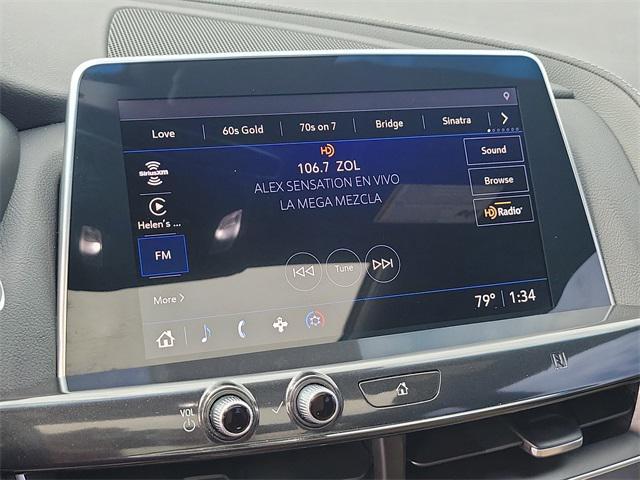 Love 60s Gold 70s on 7 Bridge Sinatra
HD
106.7 ZOL
ALEX SENSATION EN VIVO
LA MEGA MEZCLA
SiriusXM
Helen's ...
FM
More
Tune
Sound
Browse
HD Radio
79° 1:34
VOL